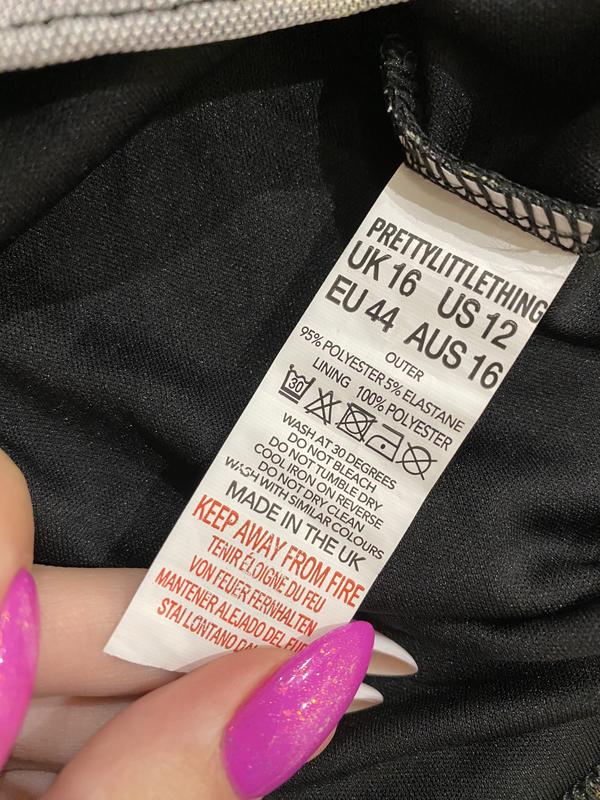 PRETTYLITTLETHING
UK 16 US 12
EU 44 AUS 16
OUTER
95% POLYESTER 5% ELASTANE
LINING 100% POLYESTER
30
WASH AT 30 DEGREES
DO NOT BLEACH
DO NOT TUMBLE DRY
COOL IRON ON REVERSE
DO NOT DRY CLEAN
WASH WITH SIMILAR COLOURS
MADE IN THE UK
KEEP AWAY FROM FIRE
TENIR ÉLOIGNE DU FEU
VON FEUER FERNHALTEN
MANTENER ALEJADO DEL
STAI LONTANO